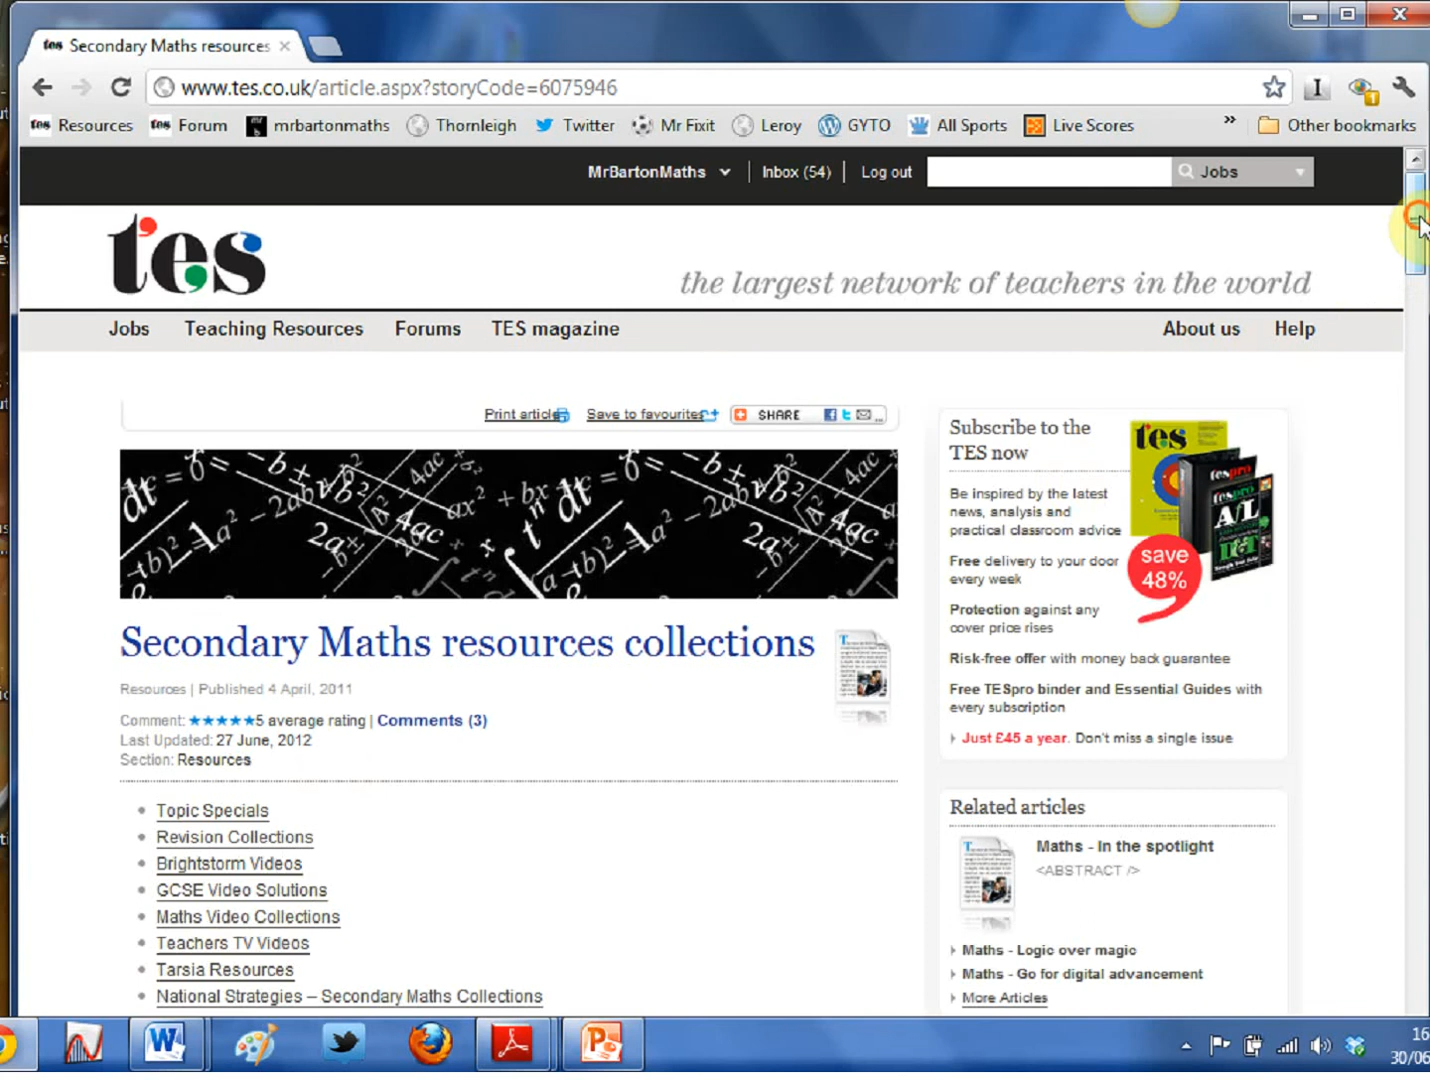 tes Secondary Maths resources
www.tes.co.uk/article.aspx?storyCode=6075946
tes Resources tes Forum mrbartonmaths Thornleigh Twitter Mr Fixit Leroy GYTO All Sports Live Scores » Other bookmarks
MrBartonMaths Inbox (54) Log out Jobs
tes
the largest network of teachers in the world
Jobs Teaching Resources Forums TES magazine About us Help
Print article Save to favourites SHARE
Secondary Maths resources collections
Resources | Published 4 April, 2011
Comment: ★★★★★5 average rating | Comments (3)
Last Updated: 27 June, 2012
Section: Resources
Topic Specials
Revision Collections
Brightstorm Videos
GCSE Video Solutions
Maths Video Collections
Teachers TV Videos
Tarsia Resources
National Strategies – Secondary Maths Collections
Subscribe to the
TES now
Be inspired by the latest
news, analysis and
practical classroom advice
Free delivery to your door
every week
Protection against any
cover price rises
Risk-free offer with money back guarantee
Free TESpro binder and Essential Guides with
every subscription
Just £45 a year. Don't miss a single issue
tes
tespro
tespro
A/L
save
48%
Related articles
Maths - In the spotlight
<ABSTRACT />
Maths - Logic over magic
Maths - Go for digital advancement
More Articles
16
30/06